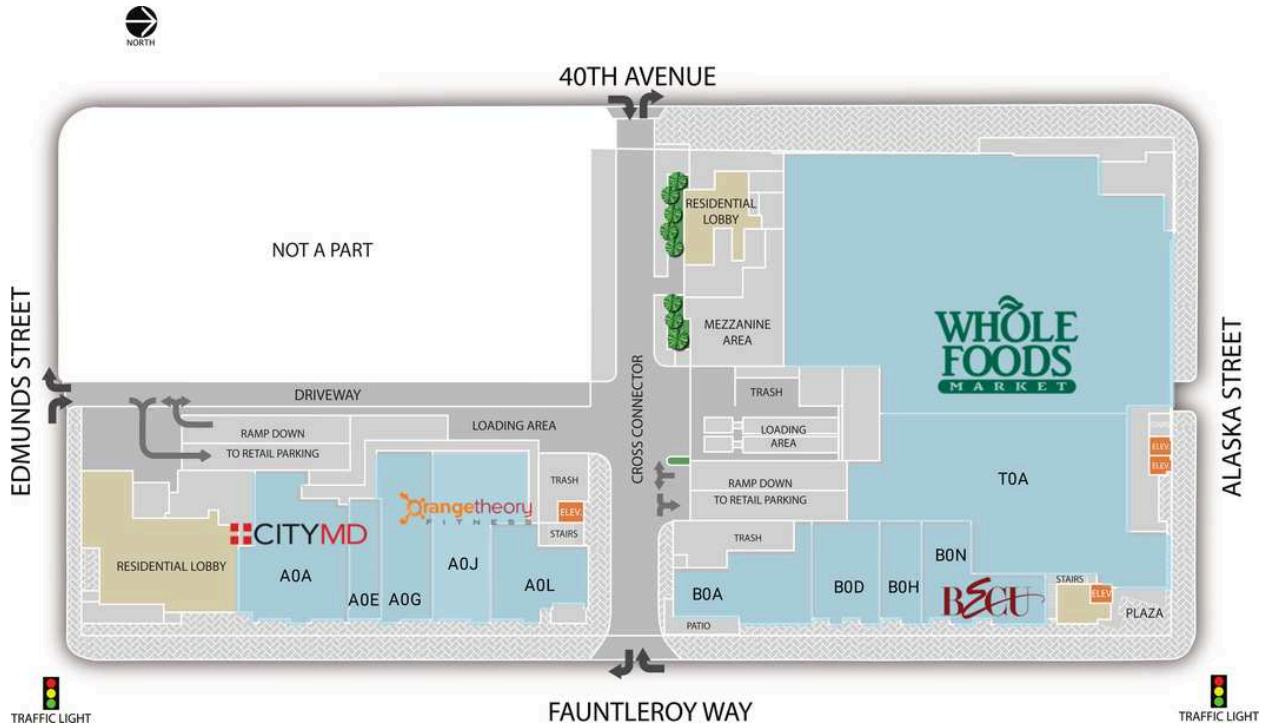 NORTH
40TH AVENUE
NOT A PART
RESIDENTIAL
LOBBY
MEZZANINE
AREA
WHOLE
FOODS
MARKET
EDMUNDS STREET
ALASKA STREET
DRIVEWAY
CROSS CONNECTOR
TRASH
LOADING AREA
LOADING
AREA
RAMP DOWN
TO RETAIL PARKING
ELEV.
ELEV.
T0A
RAMP DOWN
TO RETAIL PARKING
TRASH
ELEV.
STAIRS
Orangetheory
FITNESS
CITYMD
TRASH
RESIDENTIAL LOBBY
A0A
A0E
A0G
A0J
A0L
B0A
B0D
B0H
B0N
BECU
STAIRS
ELEV
PLAZA
PATIO
TRAFFIC LIGHT
FAUNTLEROY WAY
TRAFFIC LIGHT